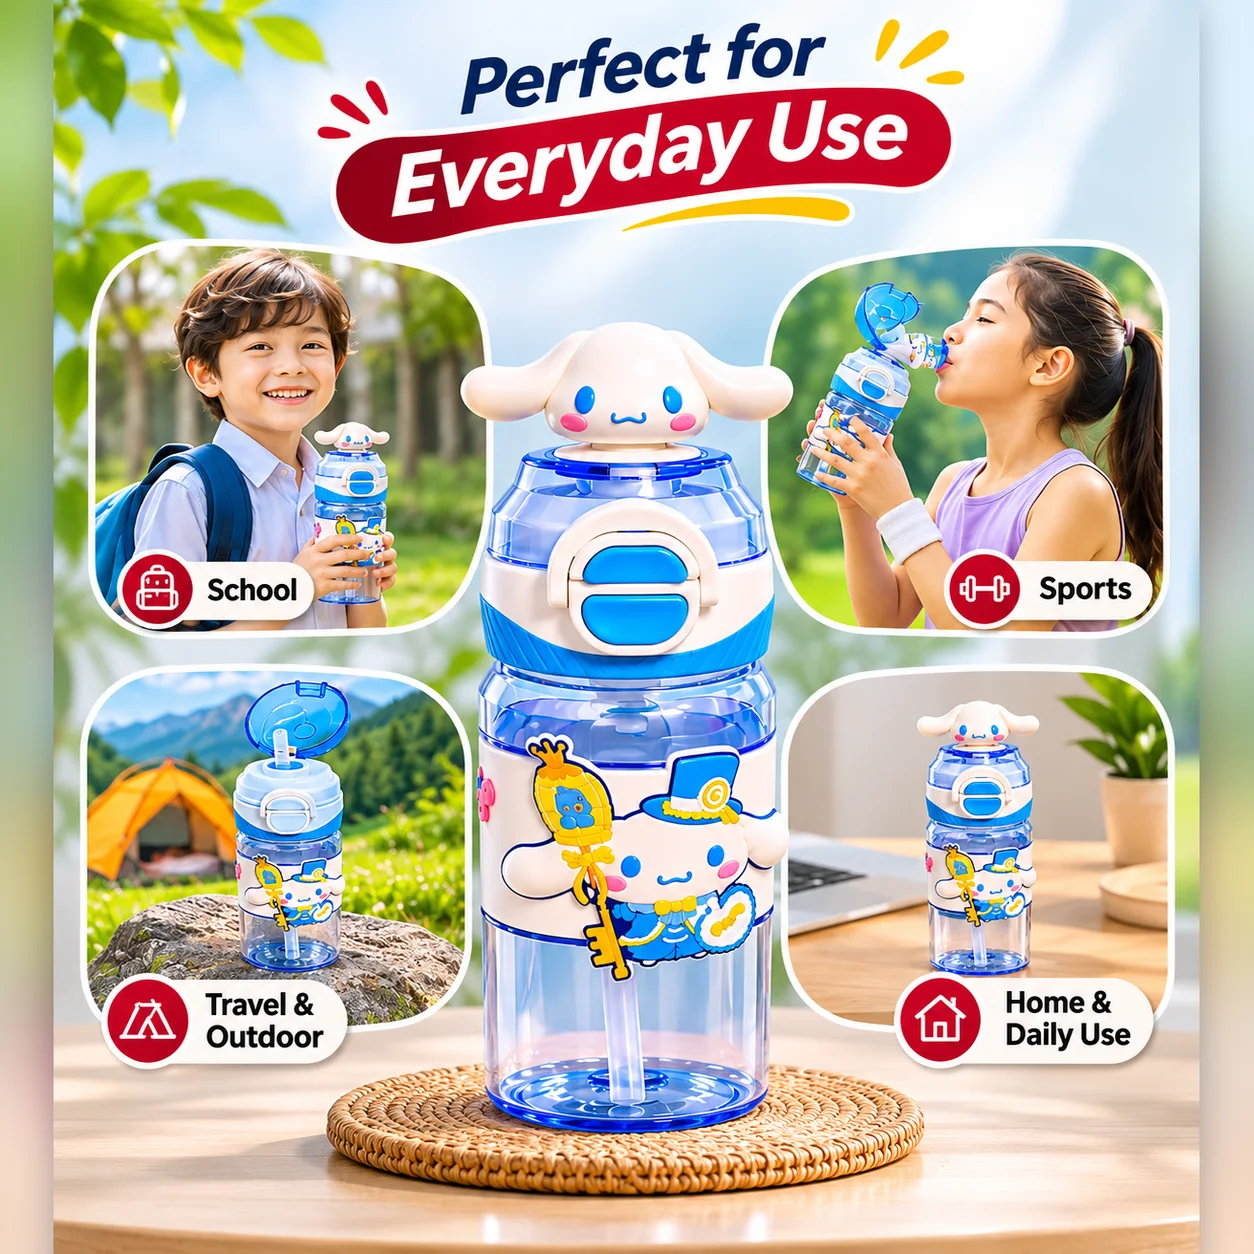 Perfect for
Everyday Use
School
Sports
Travel &
Outdoor
Home &
Daily Use